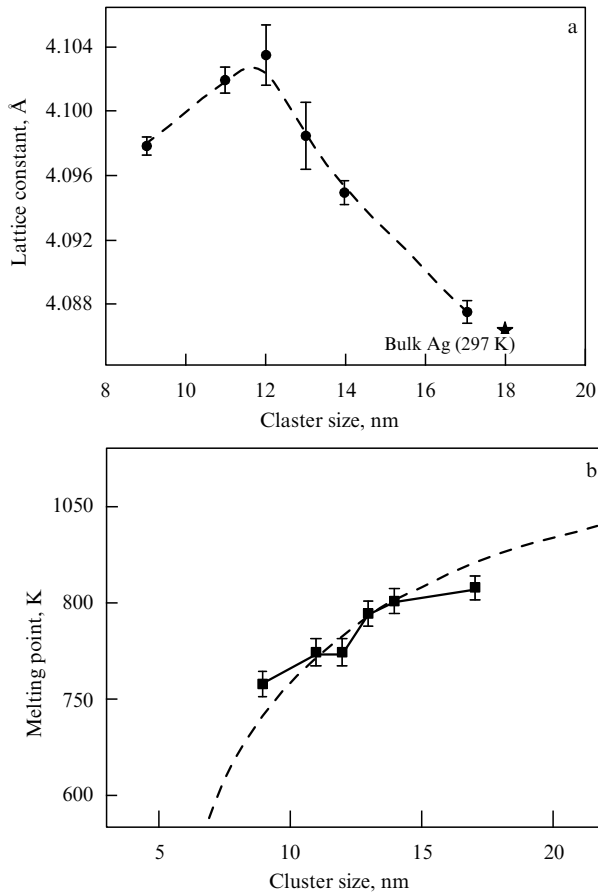 a
4.104
4.100
4.096
4.092
4.088
Lattice constant, Å
Bulk Ag (297 K)
8 10 12 14 16 18 20
Claster size, nm
b
1050
800
750
600
Melting point, K
5 10 15 20
Cluster size, nm